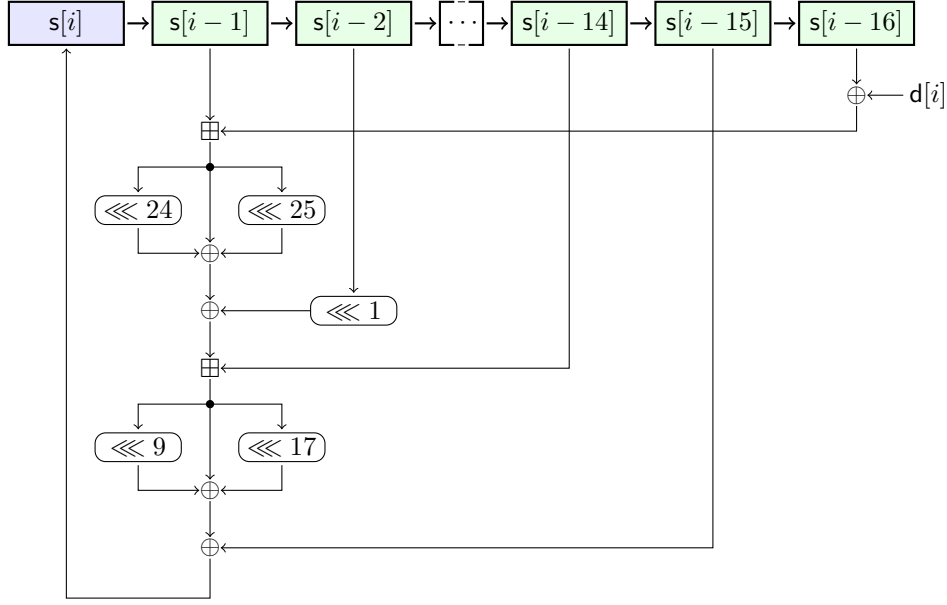 s[i] s[i − 1] s[i − 2] ··· s[i − 14] s[i − 15] s[i − 16]
d[i]
⋘ 24 ⋘ 25
⋘ 1
⋘ 9 ⋘ 17